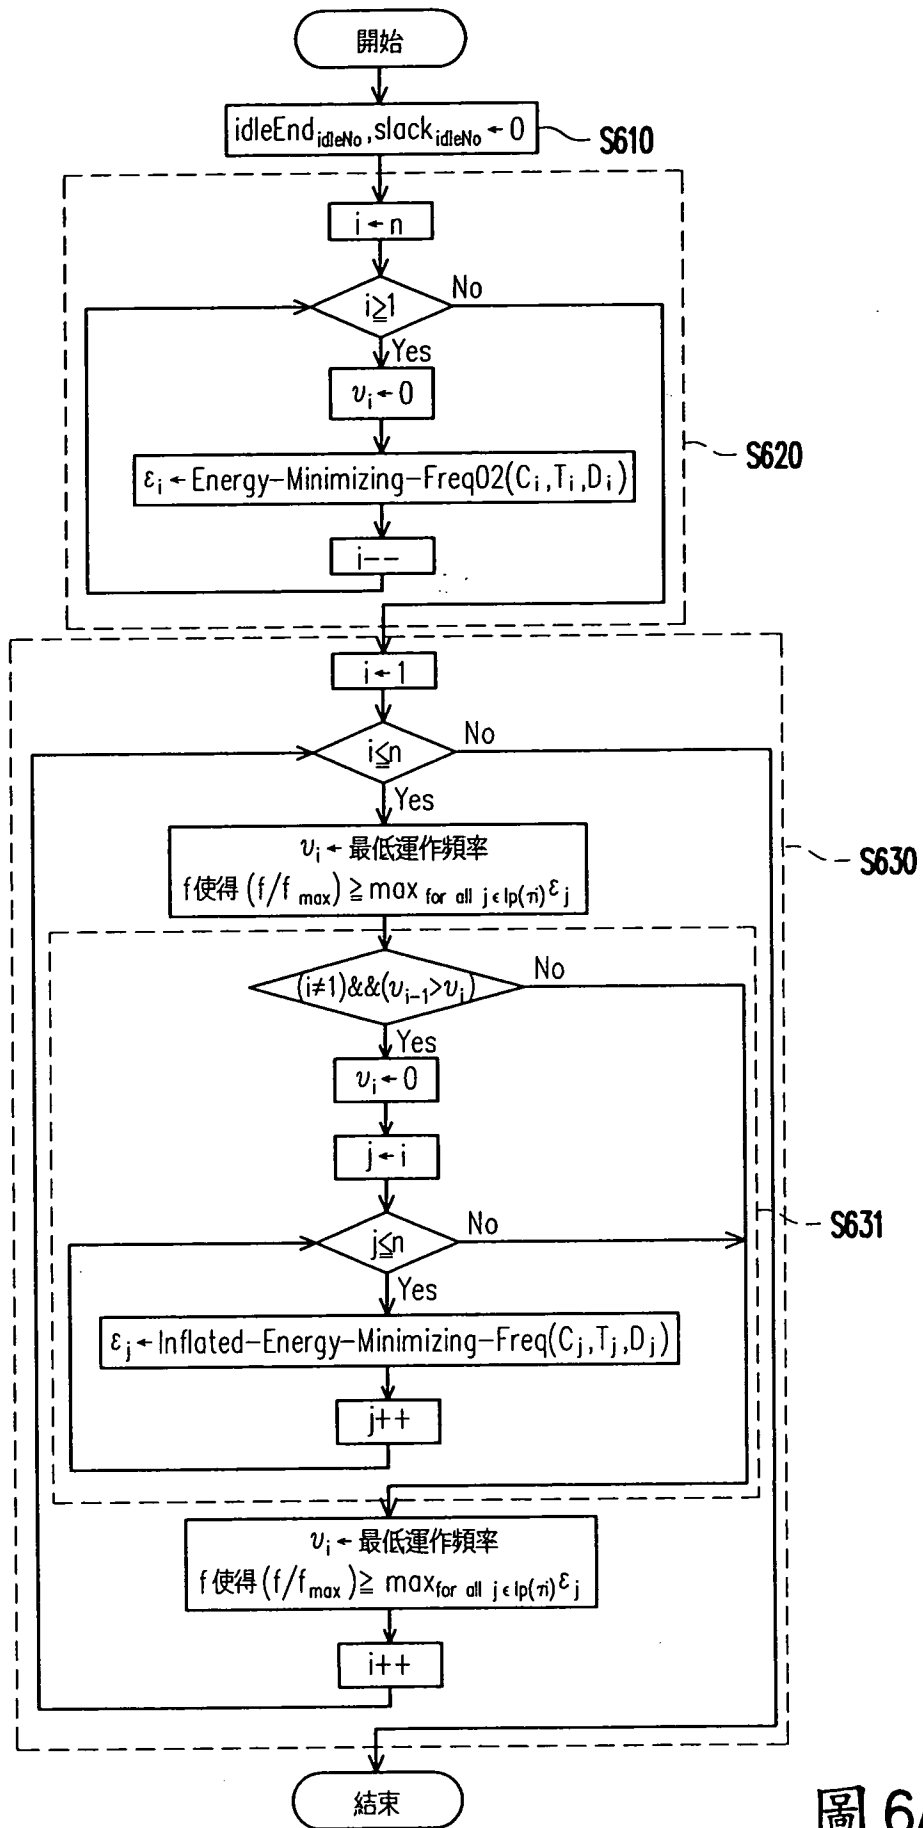 開始
idleEnd_idleNo, slack_idleNo ← 0
S610
i ← n
i≧1
No
Yes
υ_i ← 0
S620
ε_i ← Energy-Minimizing-Freq02(C_i,T_i,D_i)
i--
i ← 1
i≦n
No
Yes
υ_i ← 最低運作頻率
f使得 (f/f_max) ≧ max_for all j ϵ lp(τi) ε_j
S630
(i≠1)&&(υ_i-1>υ_i)
No
Yes
υ_i ← 0
j ← i
j≦n
No
S631
Yes
ε_j ← Inflated-Energy-Minimizing-Freq(C_j,T_j,D_j)
j++
υ_i ← 最低運作頻率
f使得 (f/f_max) ≧ max_for all j ϵ lp(τi) ε_j
i++
結束
圖 6